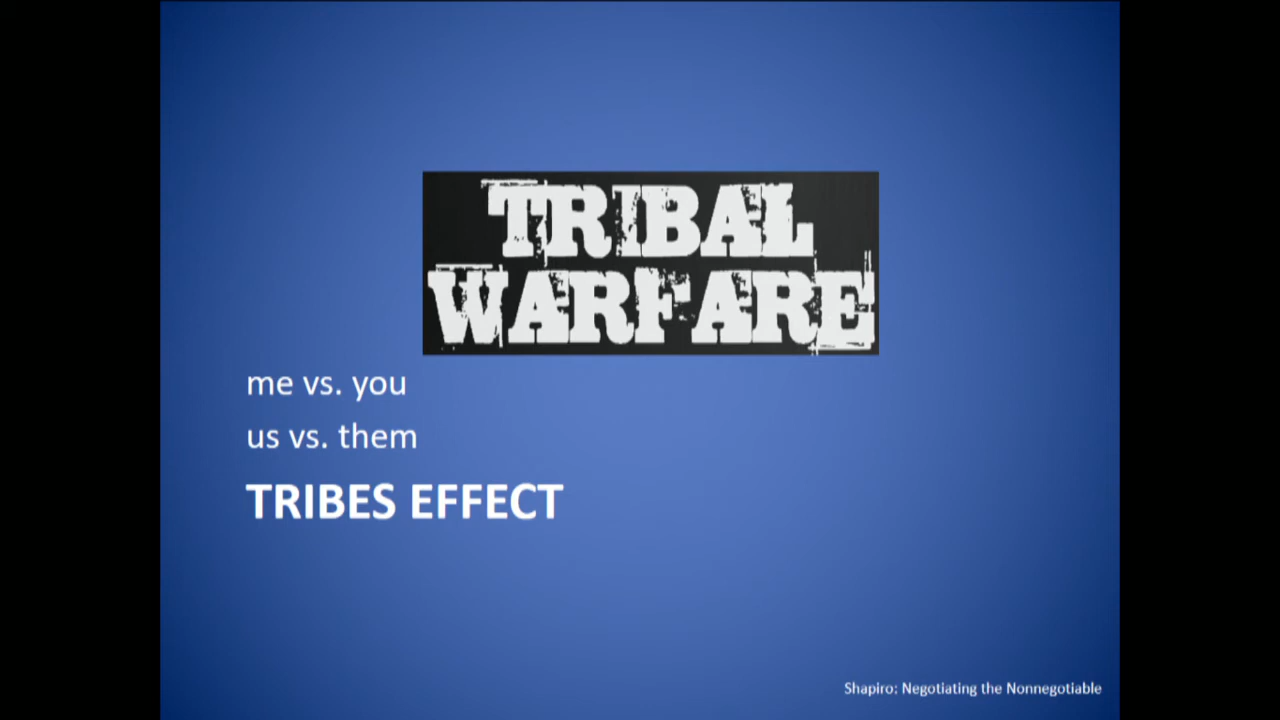 TRIBAL
WARFARE
me vs. you
us vs. them
TRIBES EFFECT
Shapiro: Negotiating the Nonnegotiable